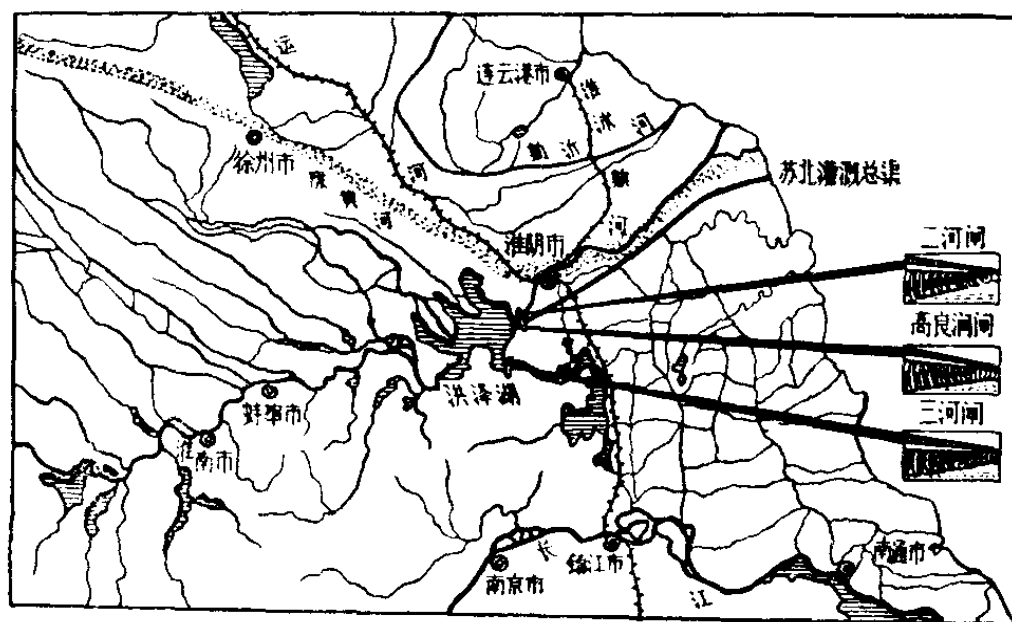 运
河
连云港市
淮
沭
新
河
新沂河
徐州市
废
黄
河
淮阴市
苏北灌溉总渠
二河闸
高良涧闸
三河闸
洪泽湖
蚌埠市
淮南市
南京市
长
江
镇江市
南通市